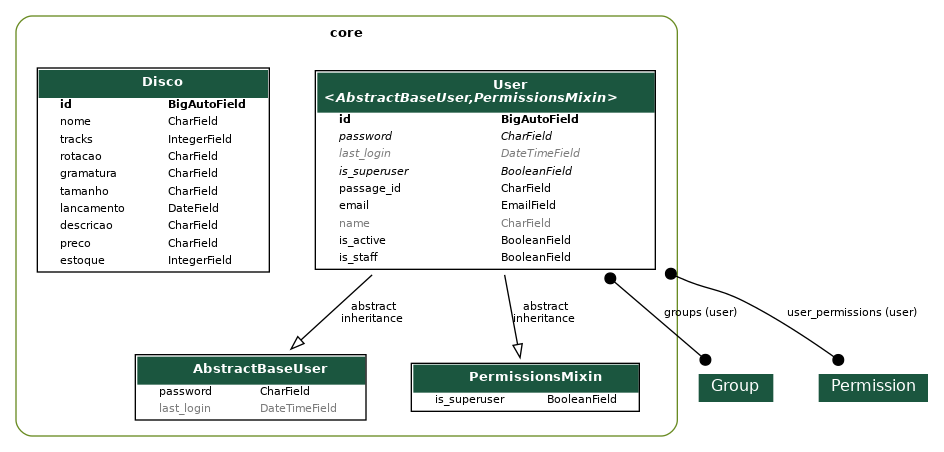 core
Disco
id BigAutoField
nome CharField
tracks IntegerField
rotacao CharField
gramatura CharField
tamanho CharField
lancamento DateField
descricao CharField
preco CharField
estoque IntegerField
User
<AbstractBaseUser,PermissionsMixin>
id BigAutoField
password CharField
last_login DateTimeField
is_superuser BooleanField
passage_id CharField
email EmailField
name CharField
is_active BooleanField
is_staff BooleanField
abstract
inheritance
abstract
inheritance
groups (user)
user_permissions (user)
AbstractBaseUser
password CharField
last_login DateTimeField
PermissionsMixin
is_superuser BooleanField
Group
Permission